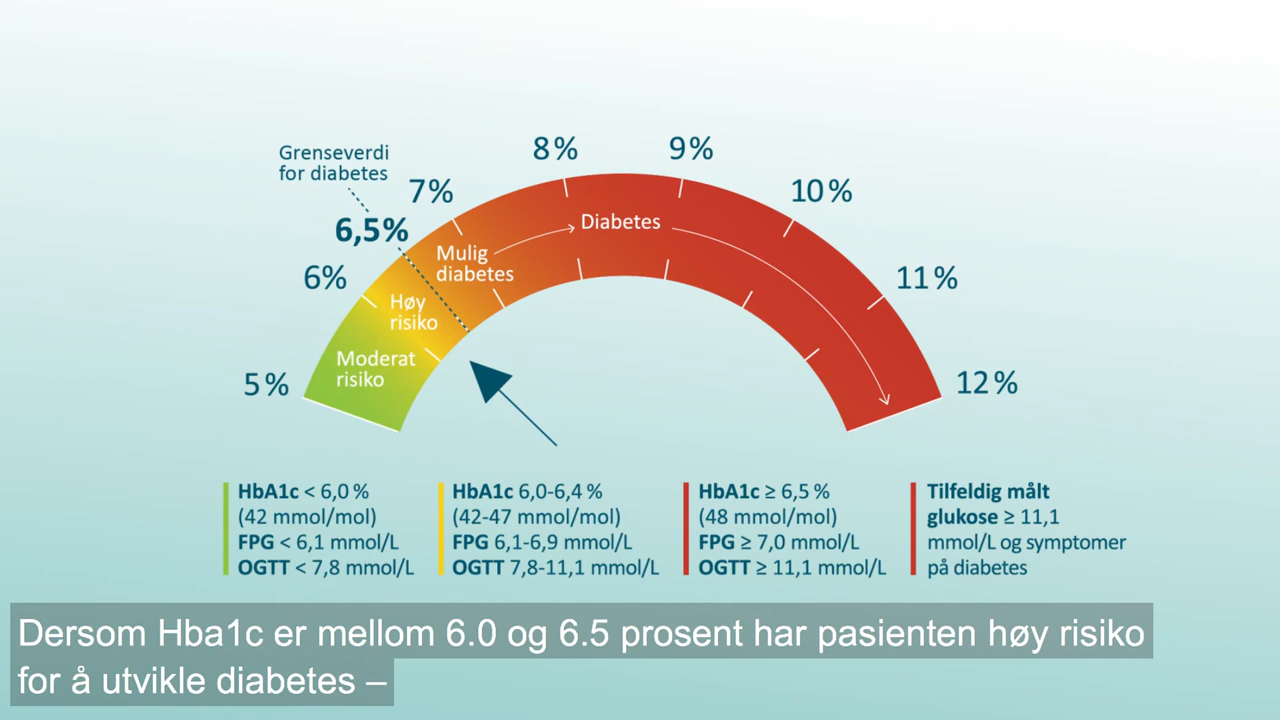 Grenseverdi
for diabetes
5 %
6%
6,5%
7%
8 %
9 %
10 %
11 %
12 %
Moderat
risiko
Høy
risiko
Mulig
diabetes
Diabetes
HbA1c < 6,0 %
(42 mmol/mol)
FPG < 6,1 mmol/L
OGTT < 7,8 mmol/L
HbA1c 6,0-6,4 %
(42-47 mmol/mol)
FPG 6,1-6,9 mmol/L
OGTT 7,8-11,1 mmol/L
HbA1c ≥ 6,5 %
(48 mmol/mol)
FPG ≥ 7,0 mmol/L
OGTT ≥ 11,1 mmol/L
Tilfeldig målt
glukose ≥ 11,1
mmol/L og symptomer
på diabetes
Dersom Hba1c er mellom 6.0 og 6.5 prosent har pasienten høy risiko
for å utvikle diabetes –